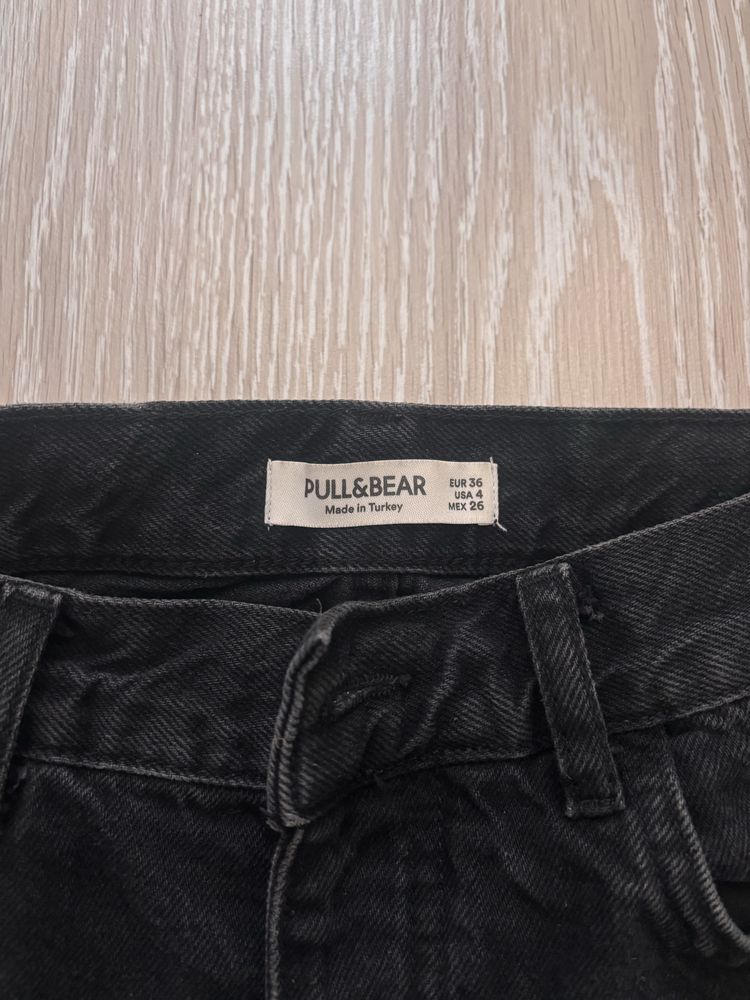 PULL&BEAR
Made in Turkey
EUR 36
USA 4
MEX 26